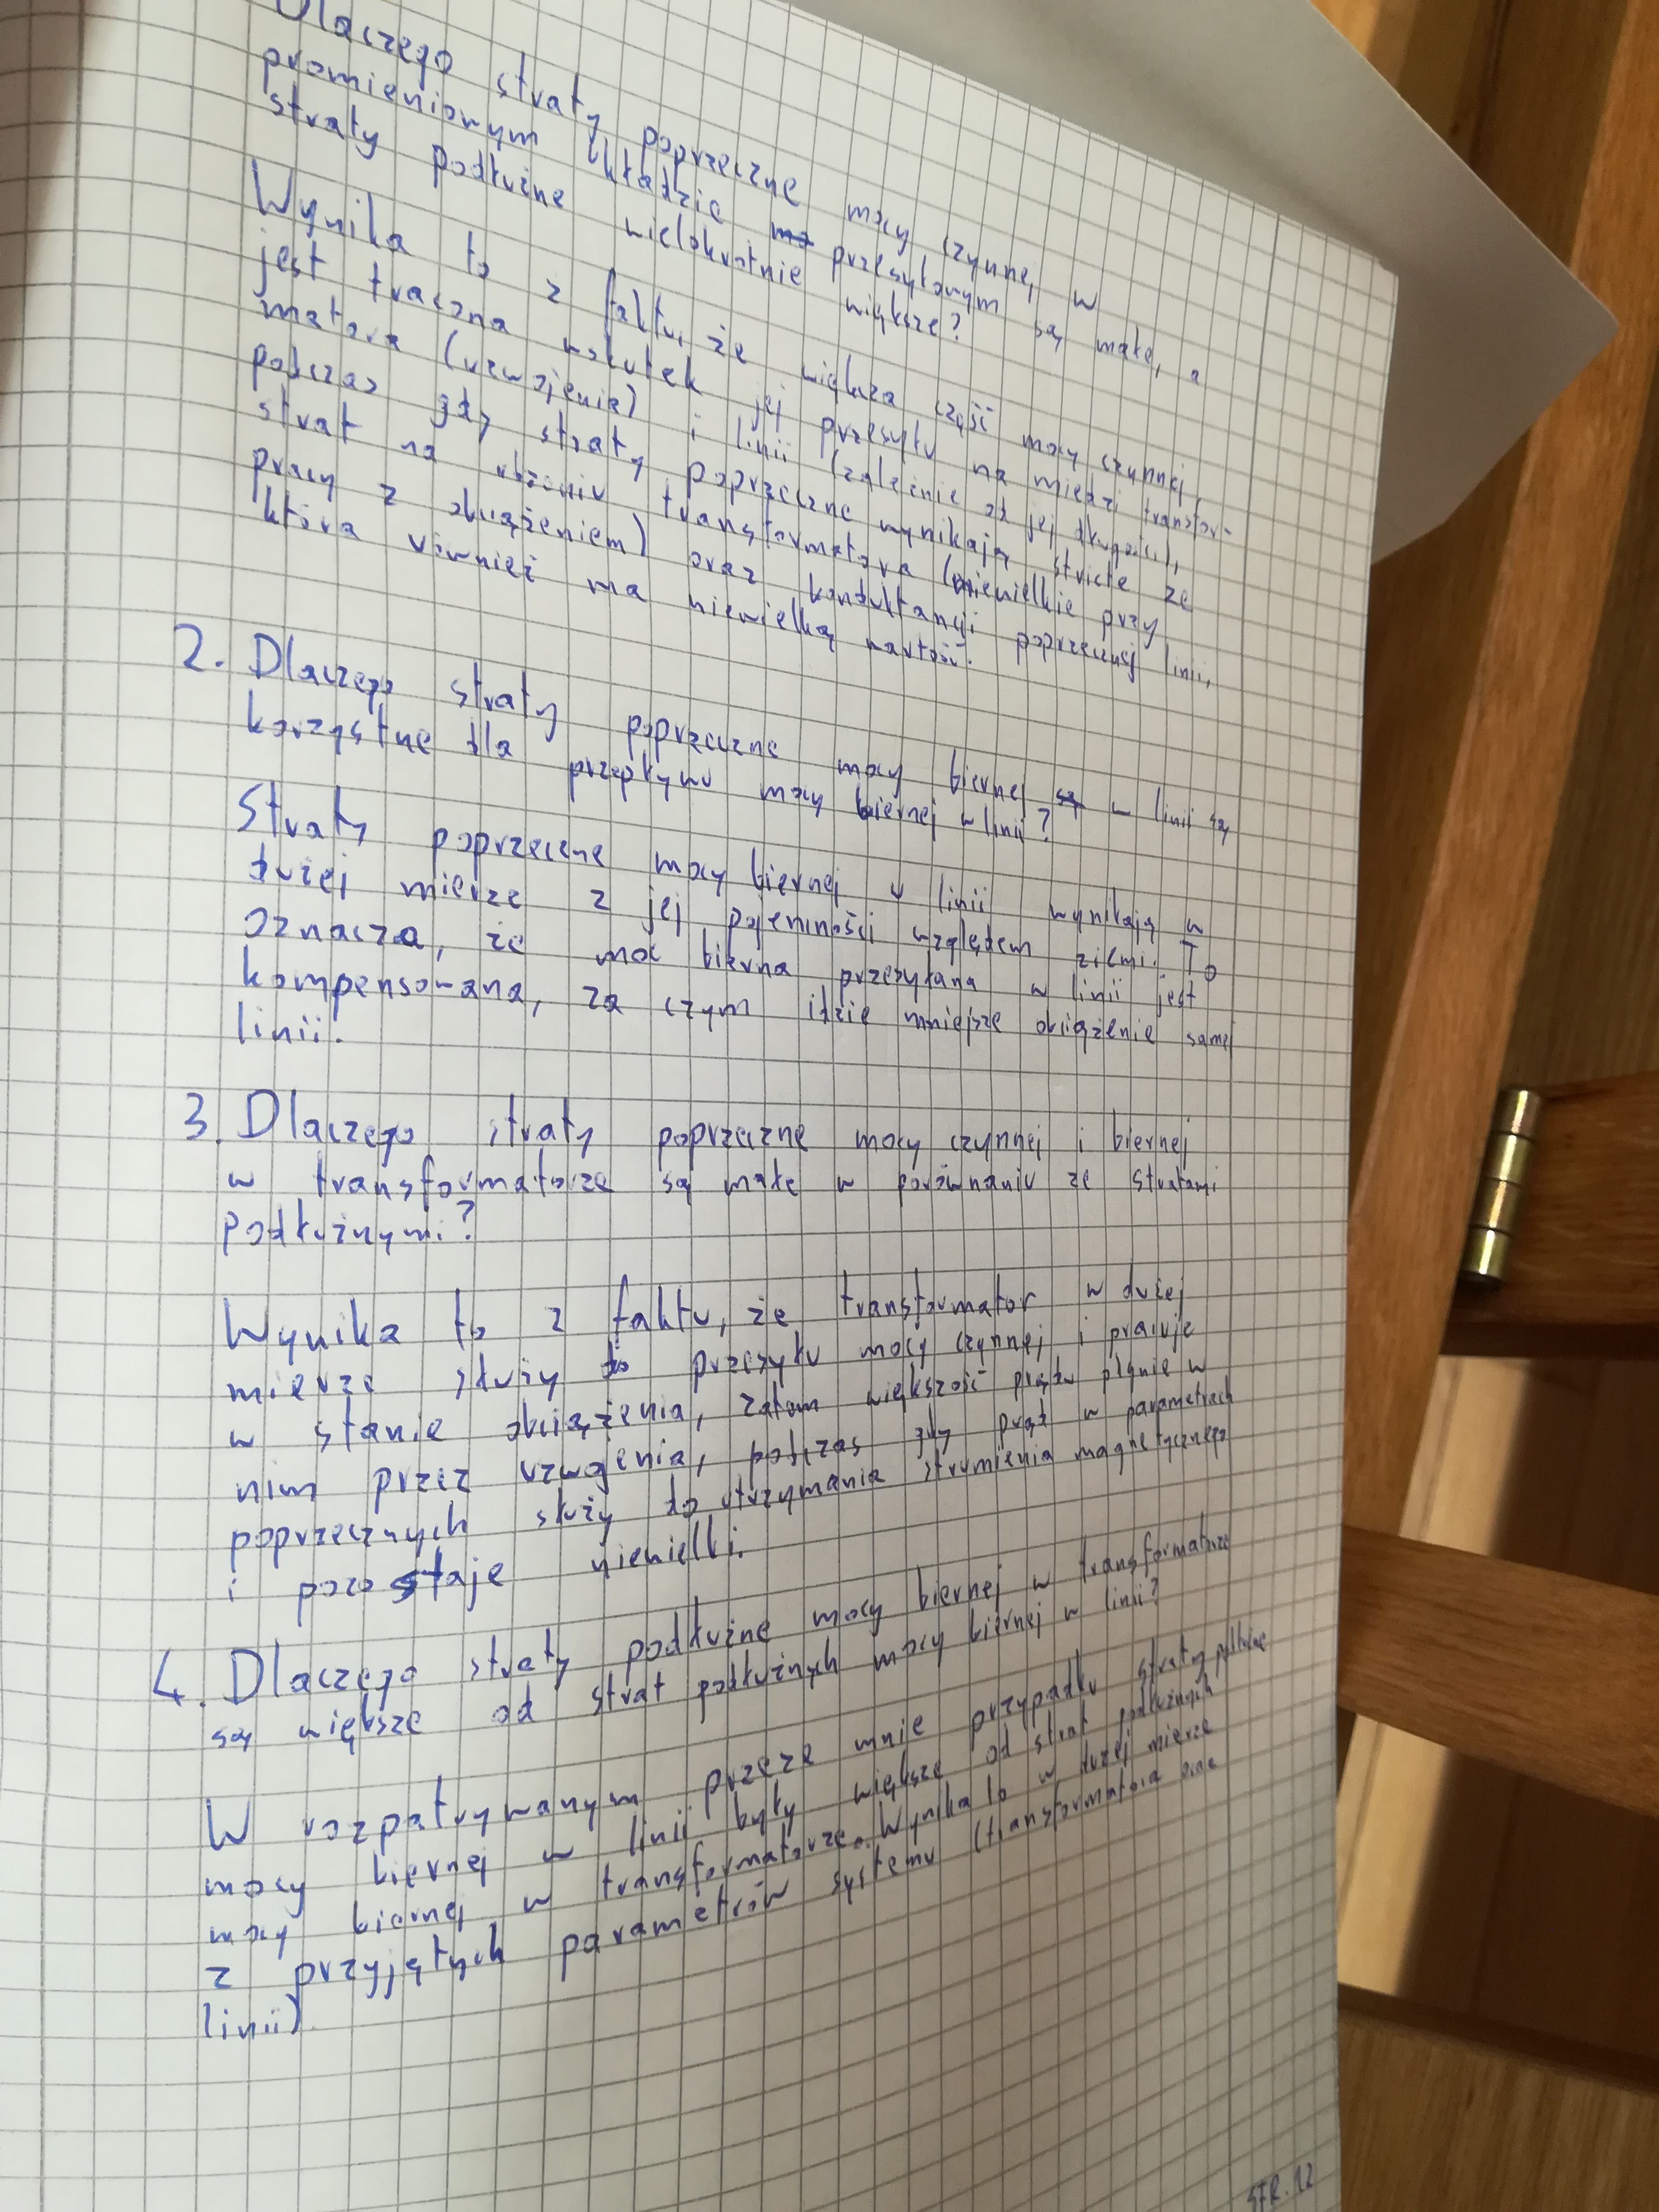 Dlaczego straty poprzeczne mocy czynnej w
promieniowym układzie przesyłowym są małe, a
straty podłużne wielokrotnie większe?
Wynika to z faktu, że większa część mocy czynnej
jest tracona wskutek jej przesyłu na miedzi transfor-
matora (uzwojenia) i linii (zależnie od jej długości),
podczas gdy straty poprzeczne wynikają stricte ze
strat na rdzeniu transformatora (niewielkie przy
pracy z obciążeniem) oraz konduktancji poprzecznej linii,
która również ma niewielką wartość.
2. Dlaczego straty poprzeczne mocy biernej w linii są
korzystne dla przepływu mocy biernej w linii?
Straty poprzeczne mocy biernej w linii wynikają w
dużej mierze z jej pojemności względem ziemi. To
oznacza, że moc bierna przesyłana w linii jest
kompensowana, za czym idzie mniejsze obciążenie samej
linii.
3. Dlaczego straty poprzeczne mocy czynnej i biernej
w transformatorze są małe w porównaniu ze stratami
podłużnymi?
Wynika to z faktu, że transformator w dużej
mierze służy do przesyłu mocy czynnej i pracuje
w stanie obciążenia, zatem większość prądu płynie w
nim przez uzwojenia, podczas gdy prąd w parametrach
poprzecznych służy do utrzymania strumienia magnetycznego
i pozostaje niewielki.
4. Dlaczego straty podłużne mocy biernej w transformatorze
są większe od strat podłużnych mocy biernej w linii?
W rozpatrywanym przeze mnie przypadku straty podłużne
mocy biernej w linii były większe od strat podłużnych
mocy biernej w transformatorze. Wynika to w dużej mierze
z przyjętych parametrów systemu (transformatora oraz
linii)
STR. 12